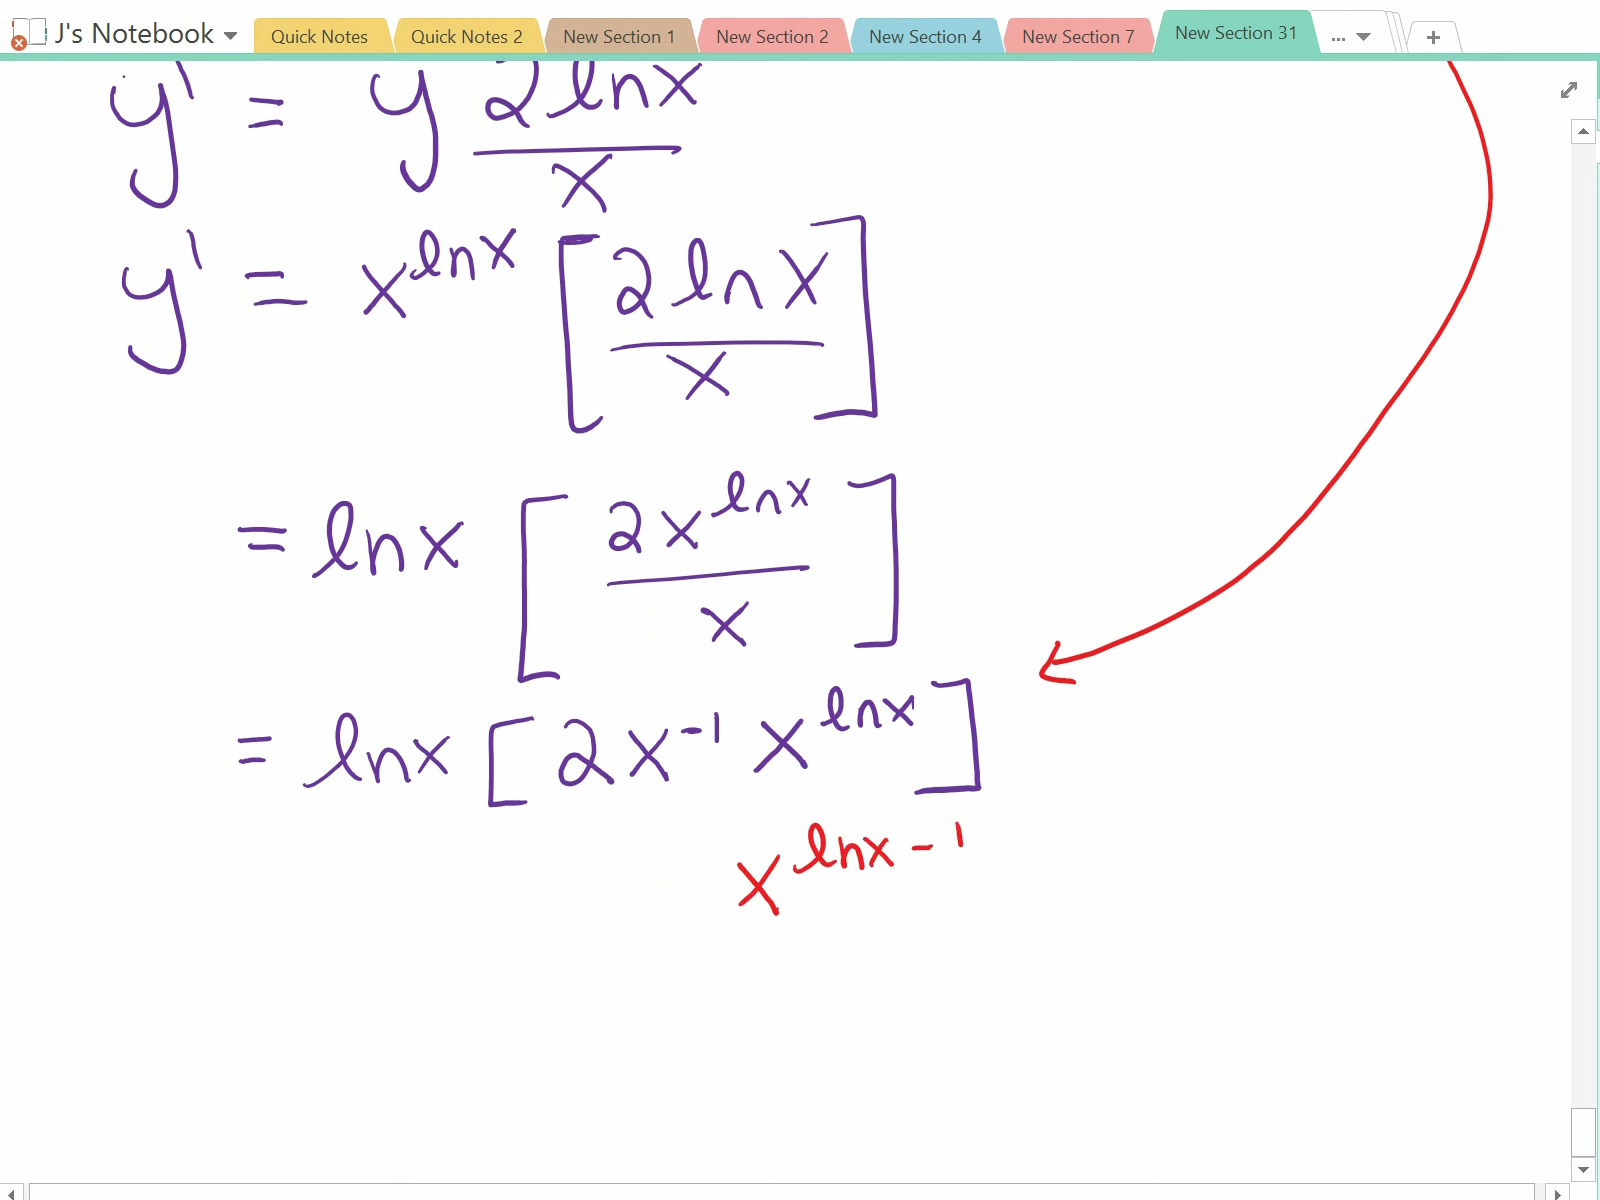 J's Notebook Quick Notes Quick Notes 2 New Section 1 New Section 2 New Section 4 New Section 7 New Section 31 ... +
y' = y 2lnx/x
y' = x^lnx [2lnx/x]
= lnx [2x^lnx/x]
= lnx [2x^-1 x^lnx]
x^lnx-1